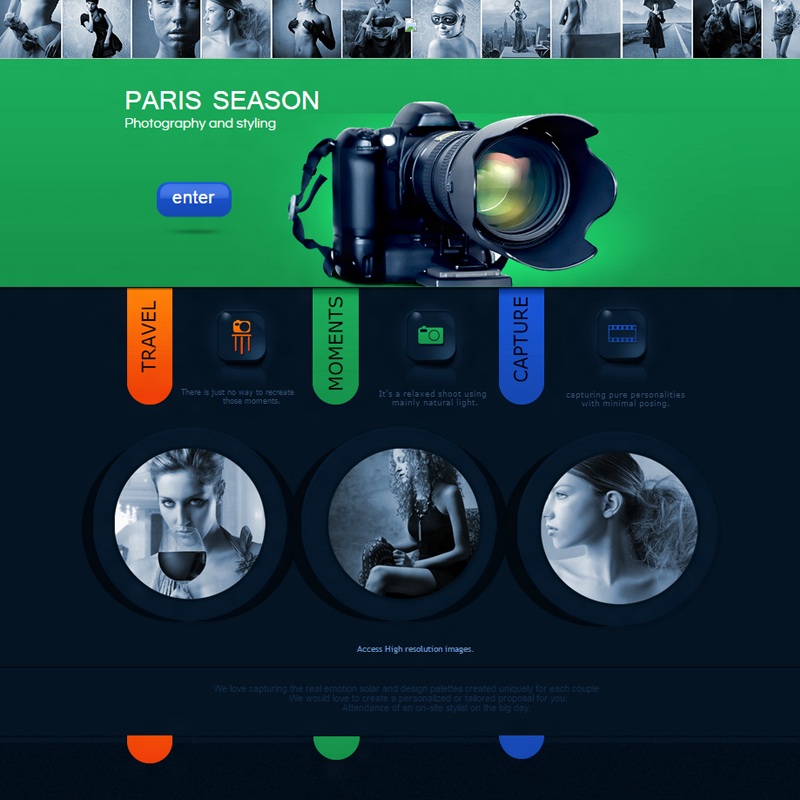 PARIS SEASON
Photography and styling
enter
TRAVEL
There is just no way to recreate
those moments.
MOMENTS
It's a relaxed shoot using
mainly natural light.
CAPTURE
capturing pure personalities
with minimal posing.
Access High resolution images.
We love capturing the real emotion solar and design palettes created uniquely for each couple
We would love to create a personalized or tailored proposal for you.
Attendance of an on-site stylist on the big day.